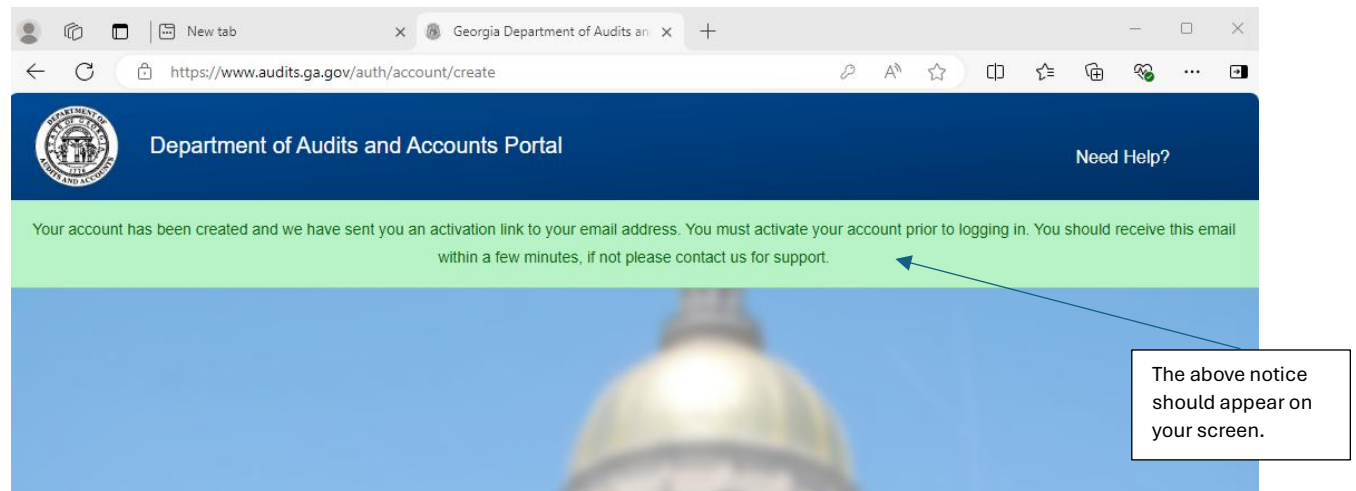 New tab
Georgia Department of Audits an
https://www.audits.ga.gov/auth/account/create
Department of Audits and Accounts Portal
Need Help?
Your account has been created and we have sent you an activation link to your email address. You must activate your account prior to logging in. You should receive this email
within a few minutes, if not please contact us for support.
The above notice
should appear on
your screen.